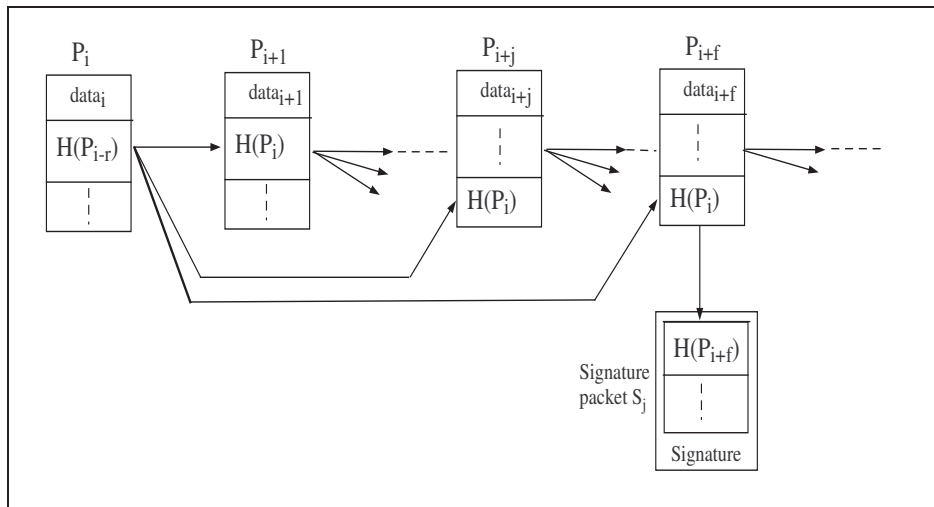 P_i
P_{i+1}
P_{i+j}
P_{i+f}
data_i
data_{i+1}
data_{i+j}
data_{i+f}
H(P_{i-r})
H(P_i)
H(P_i)
H(P_i)
H(P_{i+f})
Signature
packet S_j
Signature